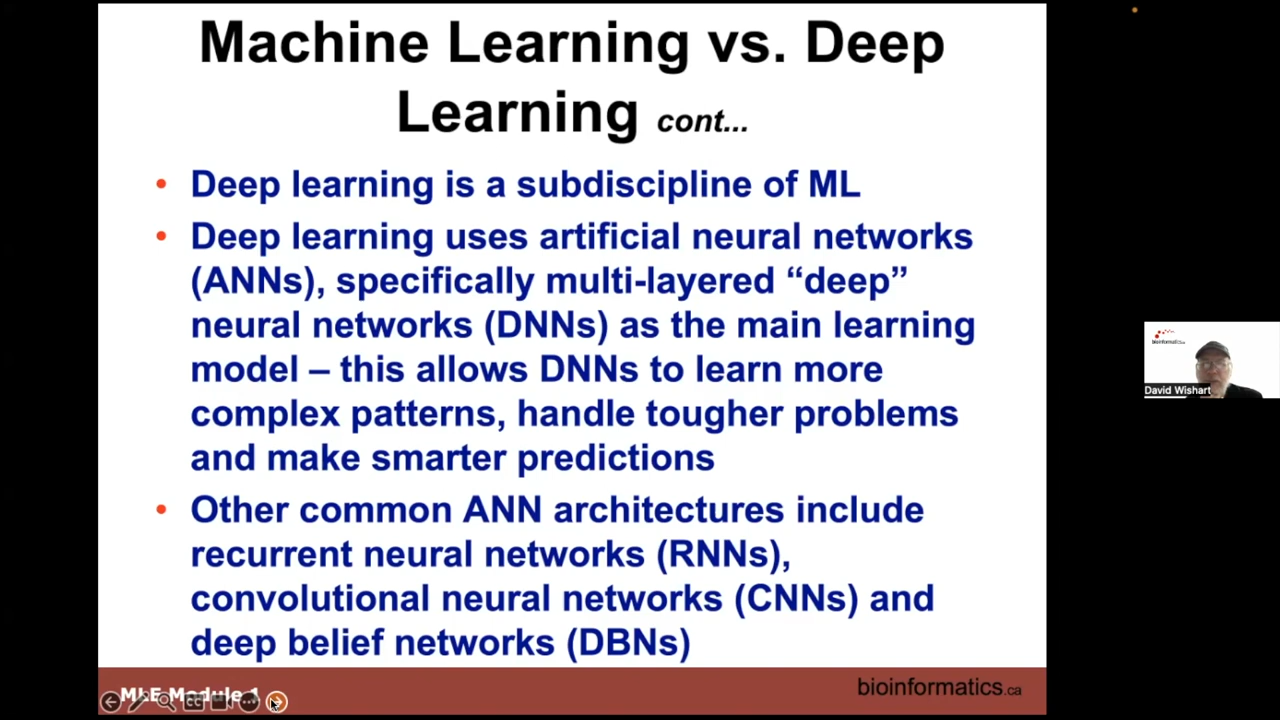 Machine Learning vs. Deep
Learning cont...
• Deep learning is a subdiscipline of ML
• Deep learning uses artificial neural networks
(ANNs), specifically multi-layered “deep”
neural networks (DNNs) as the main learning
model – this allows DNNs to learn more
complex patterns, handle tougher problems
and make smarter predictions
• Other common ANN architectures include
recurrent neural networks (RNNs),
convolutional neural networks (CNNs) and
deep belief networks (DBNs)
bioinformatics.ca
David Wishart
MLE Module 1
CC
bioinformatics.ca